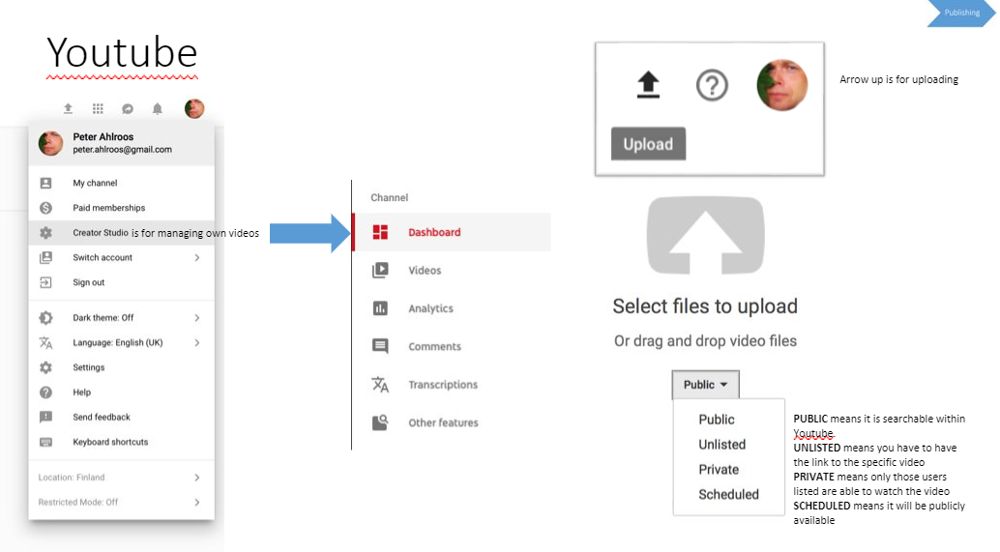 Publishing
Youtube
Peter Ahlroos
peter.ahlroos@gmail.com
My channel
Paid memberships
Creator Studio is for managing own videos
Switch account
Sign out
Dark theme: Off
Language: English (UK)
Settings
Help
Send feedback
Keyboard shortcuts
Location: Finland
Restricted Mode: Off
Channel
Dashboard
Videos
Analytics
Comments
Transcriptions
Other features
Upload
Arrow up is for uploading
Select files to upload
Or drag and drop video files
Public
Public
Unlisted
Private
Scheduled
PUBLIC means it is searchable within
Youtube.
UNLISTED means you have to have
the link to the specific video
PRIVATE means only those users
listed are able to watch the video
SCHEDULED means it will be publicly
available